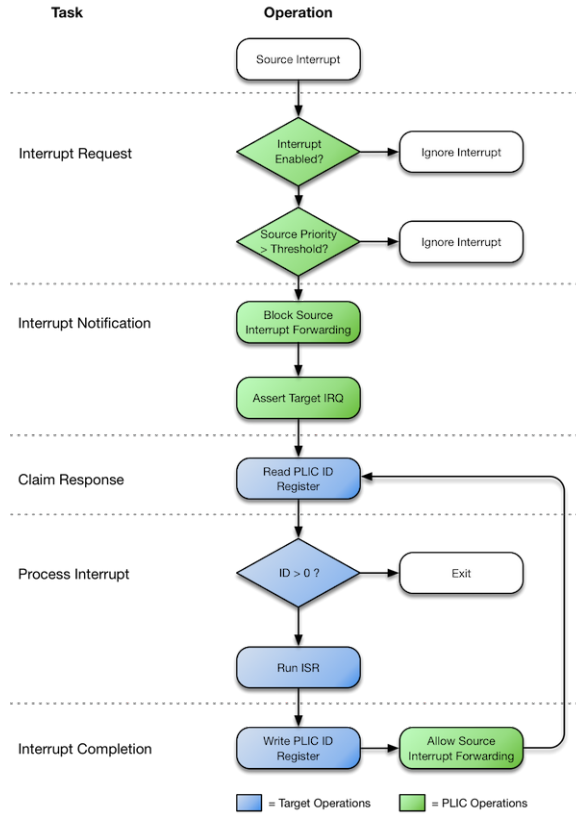 Task
Operation
Source Interrupt
Interrupt Request
Interrupt
Enabled?
Ignore Interrupt
Source Priority
> Threshold?
Ignore Interrupt
Interrupt Notification
Block Source
Interrupt Forwarding
Assert Target IRQ
Claim Response
Read PLIC ID
Register
Process Interrupt
ID > 0 ?
Exit
Run ISR
Interrupt Completion
Write PLIC ID
Register
Allow Source
Interrupt Forwarding
= Target Operations
= PLIC Operations